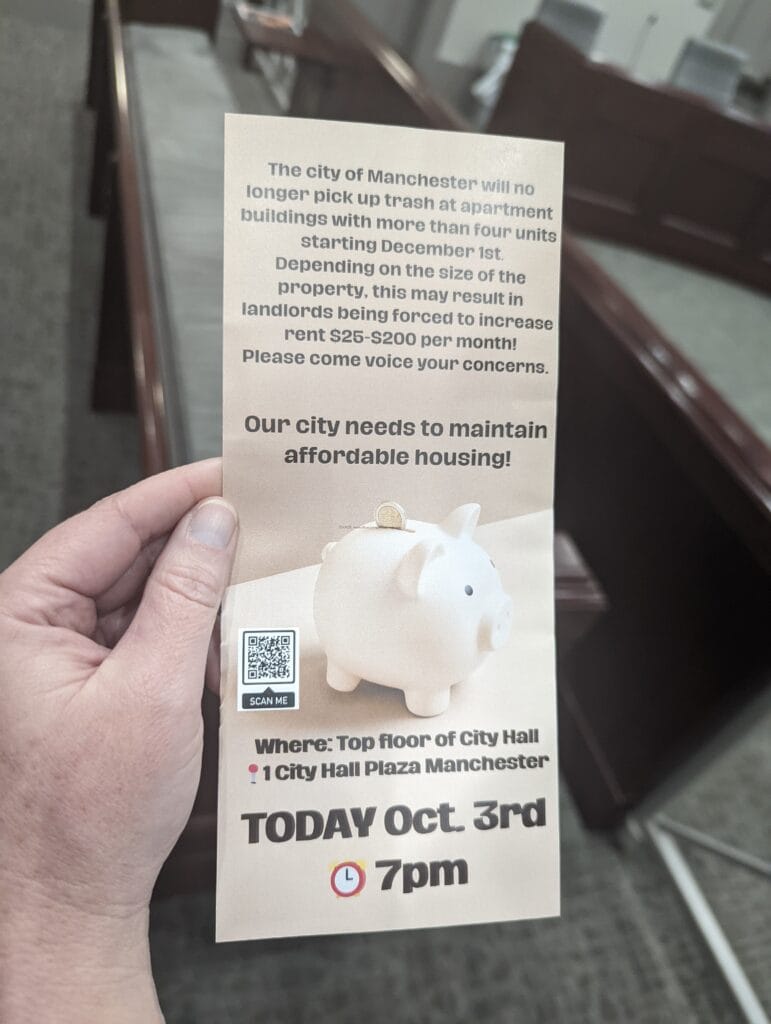 The city of Manchester will no
longer pick up trash at apartment
buildings with more than four units
starting December 1st.
Depending on the size of the
property, this may result in
landlords being forced to increase
rent $25-$200 per month!
Please come voice your concerns.
Our city needs to maintain
affordable housing!
SCAN ME
Where: Top floor of City Hall
📍1 City Hall Plaza Manchester
TODAY Oct. 3rd
7pm